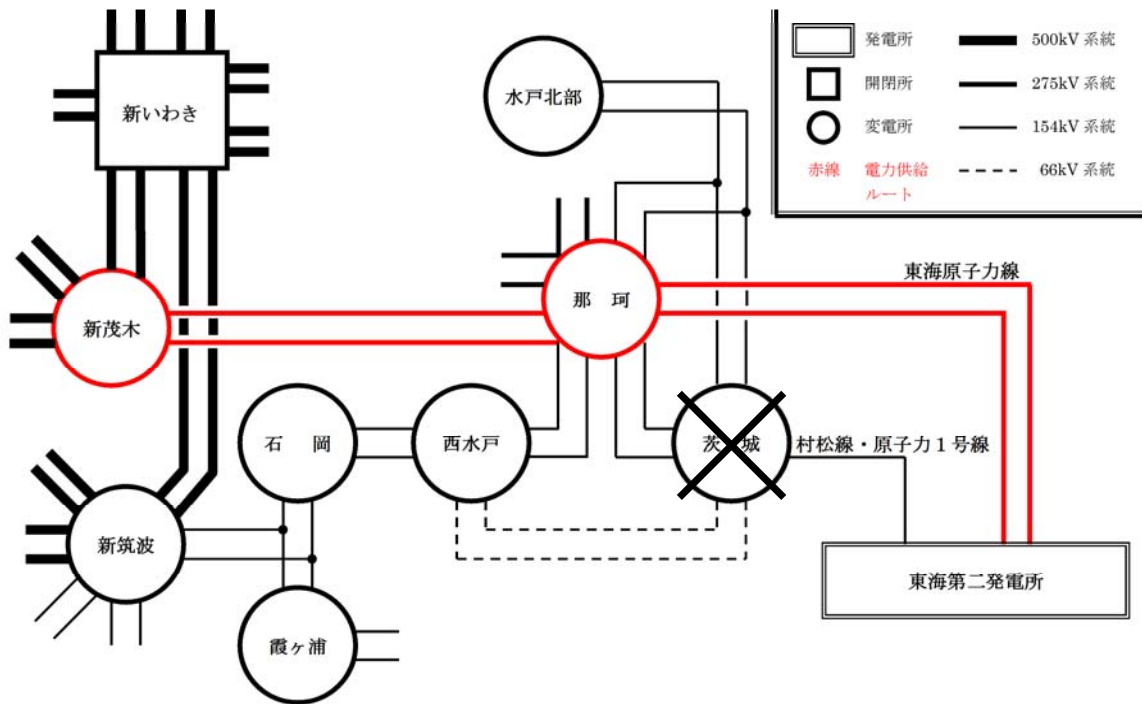 発電所
500kV 系統
開閉所
275kV 系統
変電所
154kV 系統
赤線
電力供給
ルート
66kV 系統
新いわき
水戸北部
東海原子力線
那　珂
新茂木
石　岡
西水戸
茨　城
村松線・原子力１号線
新筑波
東海第二発電所
霞ヶ浦